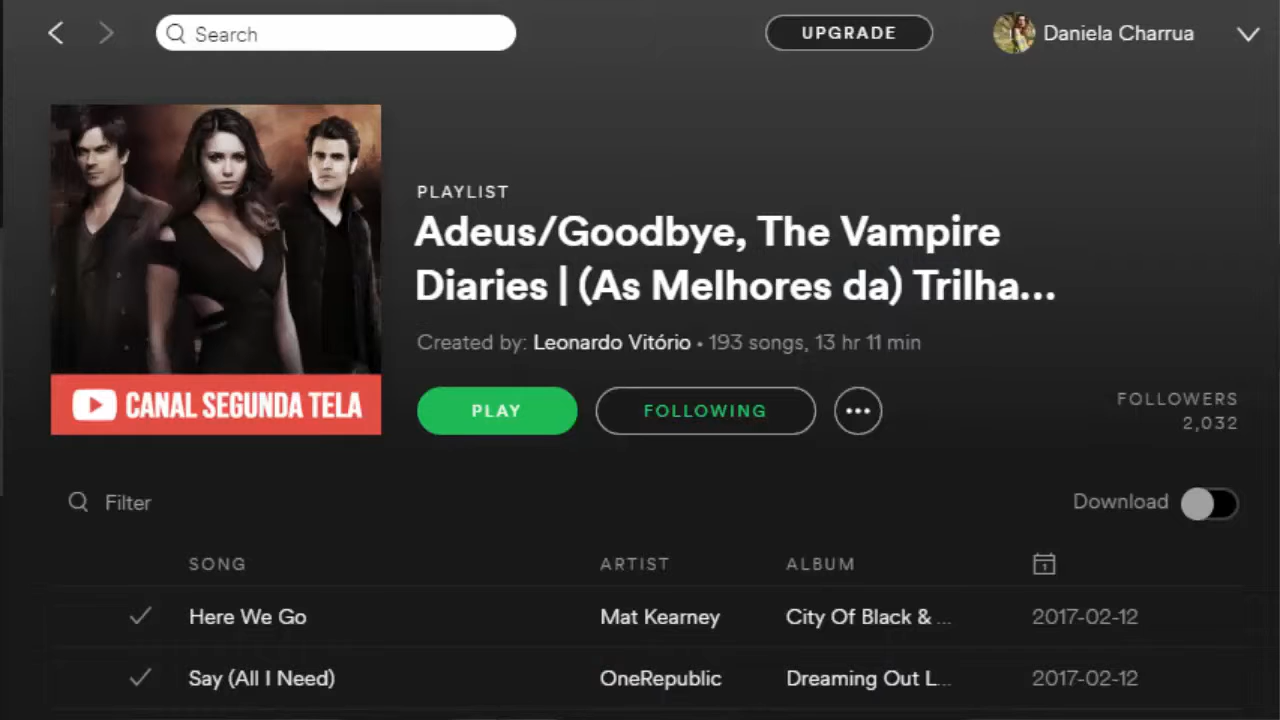 Search
UPGRADE
Daniela Charrua
PLAYLIST
Adeus/Goodbye, The Vampire
Diaries | (As Melhores da) Trilha...
Created by: Leonardo Vitório • 193 songs, 13 hr 11 min
CANAL SEGUNDA TELA
PLAY
FOLLOWING
FOLLOWERS
2,032
Filter
Download
SONG ARTIST ALBUM 1
Here We Go Mat Kearney City Of Black & ... 2017-02-12
Say (All I Need) OneRepublic Dreaming Out L... 2017-02-12